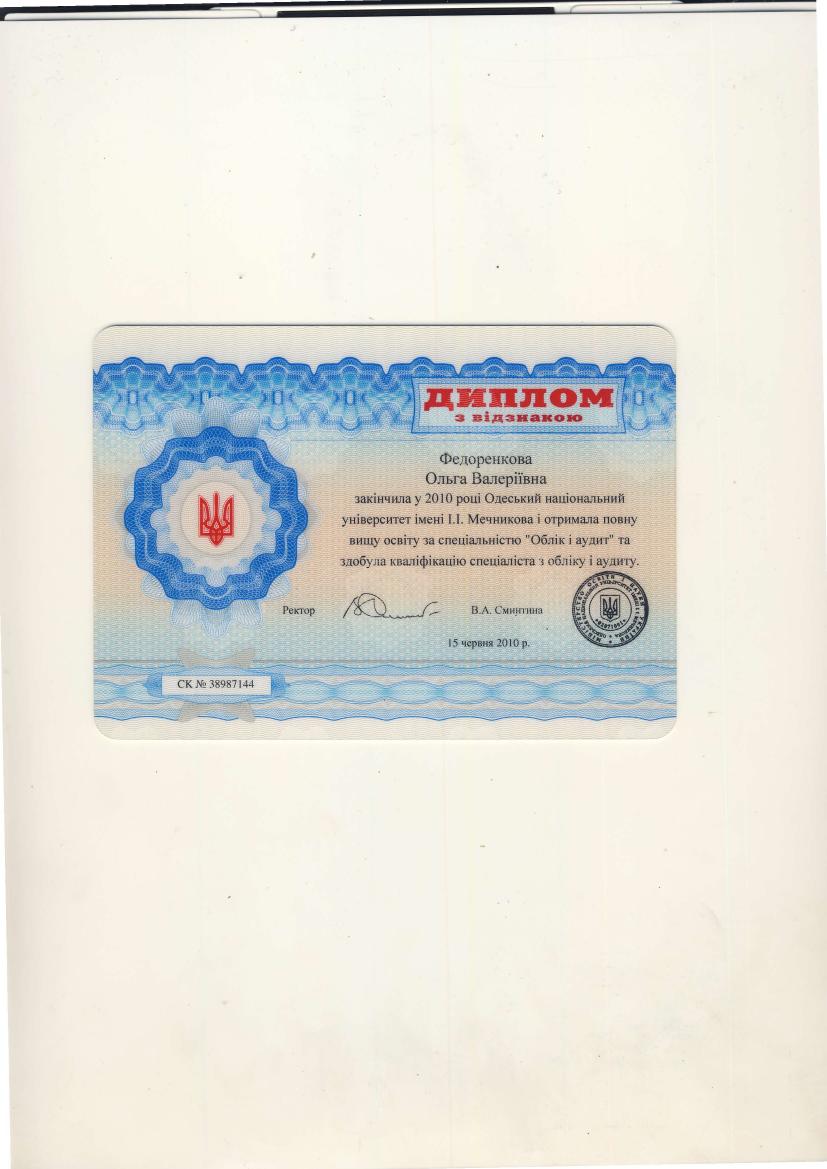 ДИПЛОМ
з відзнакою
Федоренкова
Ольга Валеріївна
закінчила у 2010 році Одеський національний
університет імені І.І. Мечникова і отримала повну
вищу освіту за спеціальністю "Облік і аудит" та
здобула кваліфікацію спеціаліста з обліку і аудиту.
Ректор
В.А. Сминтина
15 червня 2010 р.
СК № 38987144